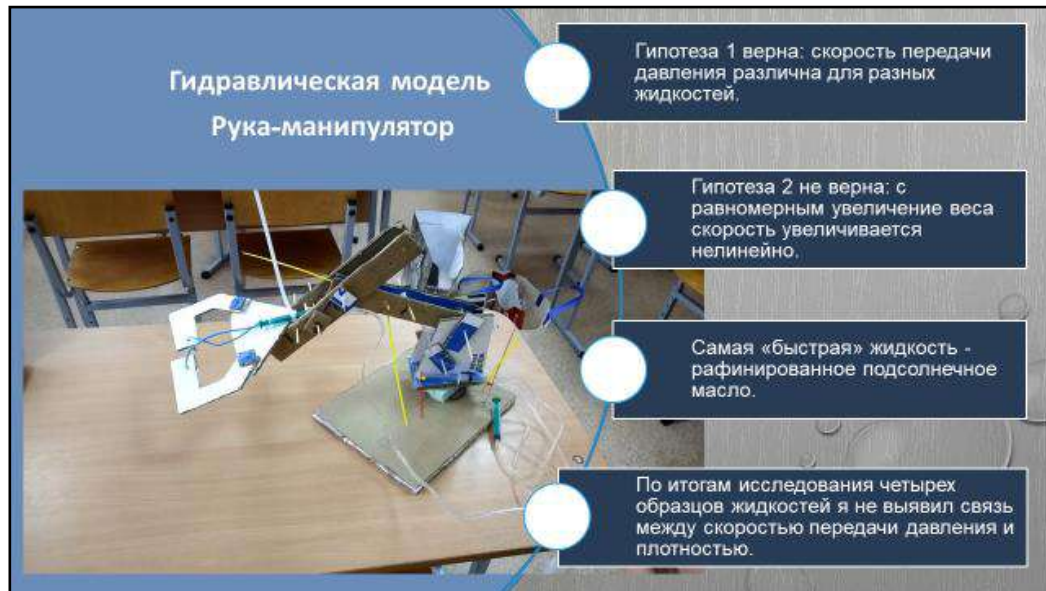 Гидравлическая модель
Рука-манипулятор
Гипотеза 1 верна: скорость передачи
давления различна для разных
жидкостей.
Гипотеза 2 не верна: с
равномерным увеличение веса
скорость увеличивается
нелинейно.
Самая «быстрая» жидкость -
рафинированное подсолнечное
масло.
По итогам исследования четырех
образцов жидкостей я не выявил связь
между скоростью передачи давления и
плотностью.